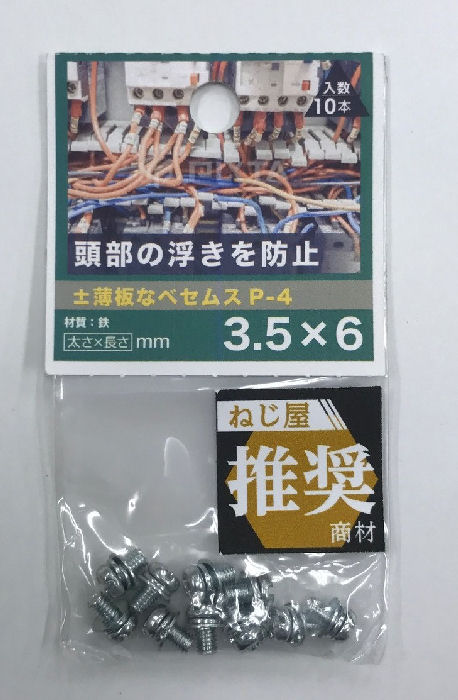 入数
10本
頭部の浮きを防止
±薄板なベセムス P-4
材質：鉄
太さ×長さ mm
3.5×6
ねじ屋
推奨
商材